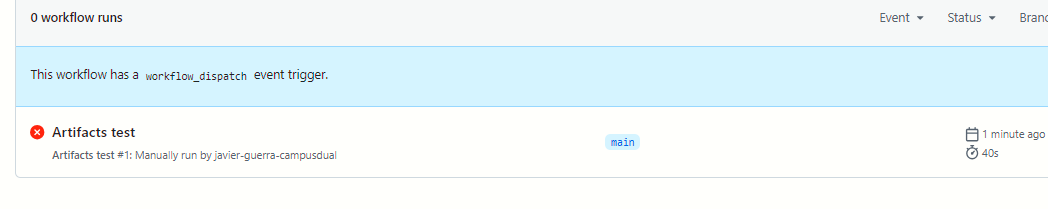 0 workflow runs
Event Status Branc
This workflow has a workflow_dispatch event trigger.
Artifacts test
main
1 minute ago
Artifacts test #1: Manually run by javier-guerra-campusdual
40s